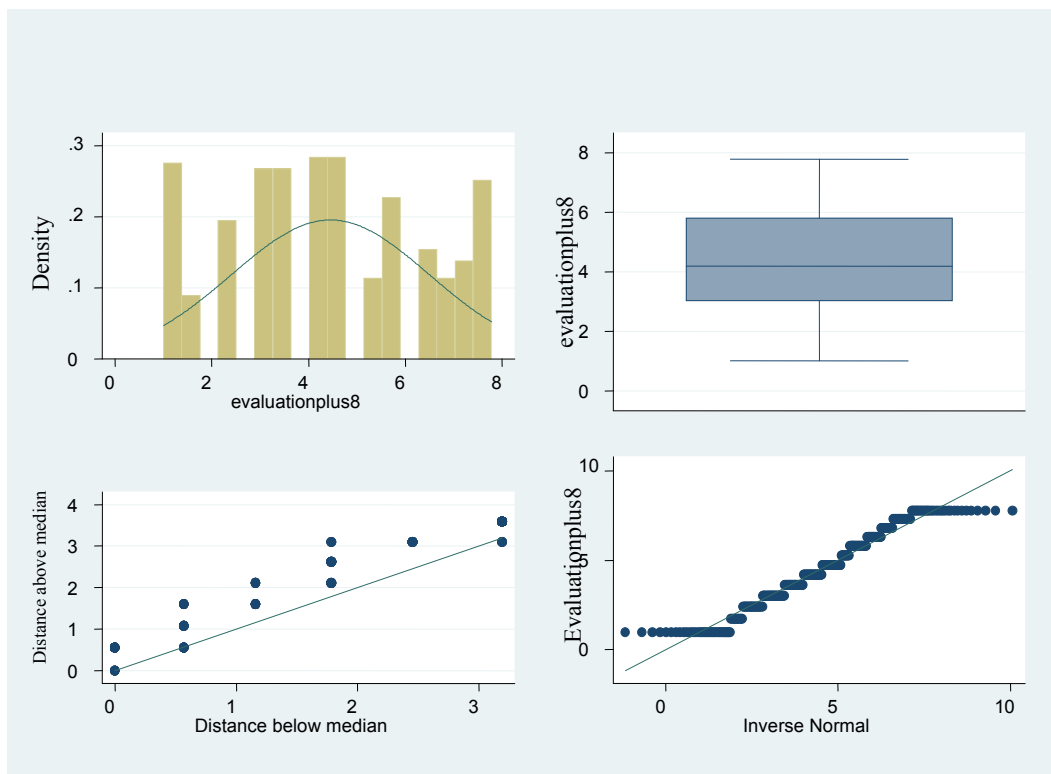 Density
.3
.2
.1
0
0 2 4 6 8
evaluationplus8
evaluationplus8
8
6
4
2
0
Distance above median
4
3
2
1
0
0 1 2 3
Distance below median
Evaluationplus8
10
5
0
0 5 10
Inverse Normal